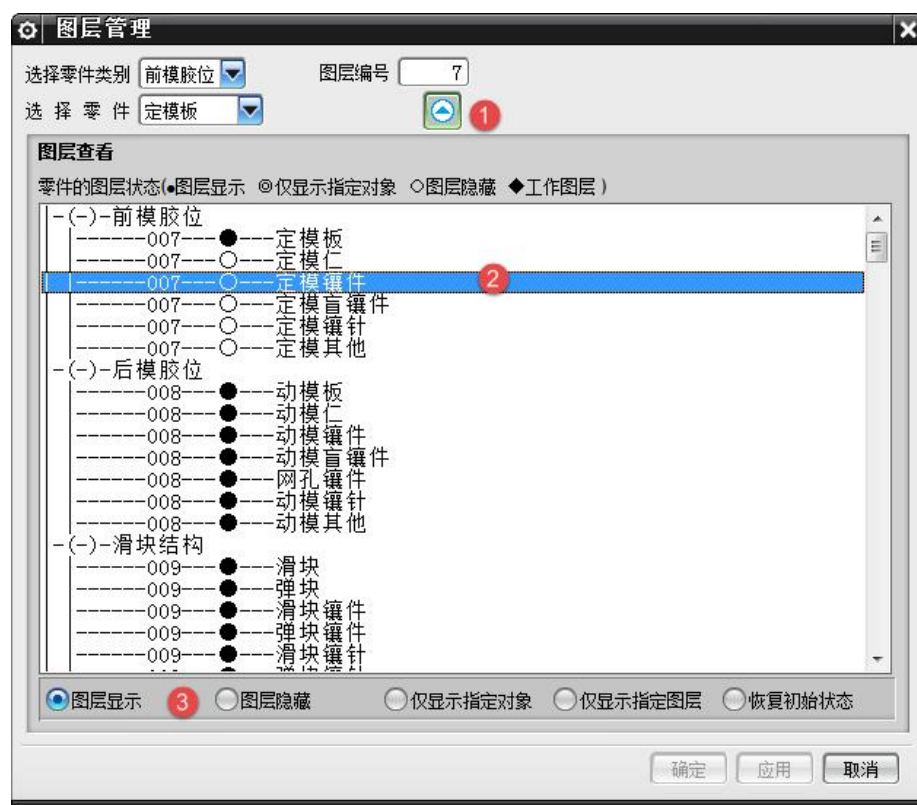 图层管理
选择零件类别 前模胶位 图层编号 7
选 择 零 件 定模板 1
图层查看
零件的图层状态(●图层显示 ◎仅显示指定对象 ◇图层隐藏 ◆工作图层)
-(-)-前模胶位
------007---●---定模板
------007---○---定模仁
------007---○---定模镶件 2
------007---○---定模盲镶件
------007---○---定模镶针
------007---○---定模其他
-(-)-后模胶位
------008---●---动模板
------008---●---动模仁
------008---●---动模镶件
------008---●---动模盲镶件
------008---●---网孔镶件
------008---●---动模镶针
------008---●---动模其他
-(-)-滑块结构
------009---●---滑块
------009---●---弹块
------009---●---滑块镶件
------009---●---弹块镶件
------009---●---滑块镶针
图层显示 3 图层隐藏 仅显示指定对象 仅显示指定图层 恢复初始状态
确定 应用 取消